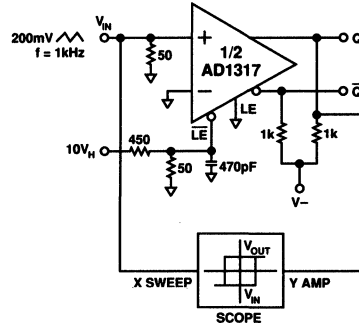 200mV
f = 1kHz
VIN
50
+
–
1/2
AD1317
LE
LE
Q
Q
10VH
450
50
470pF
1k
1k
V–
X SWEEP
VOUT
VIN
Y AMP
SCOPE